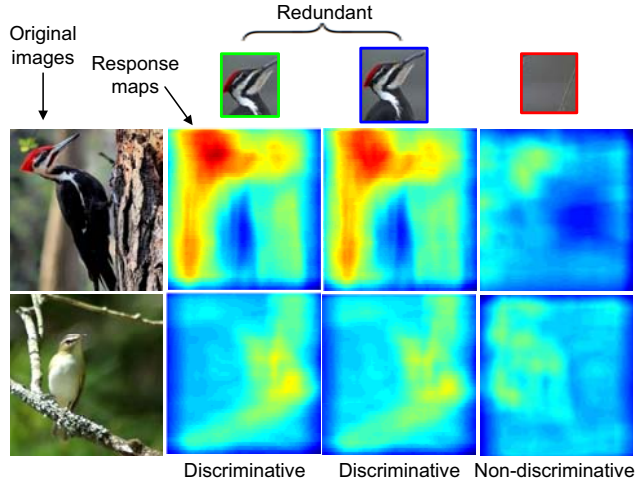 Redundant
Original
images
Response
maps
Discriminative
Discriminative
Non-discriminative